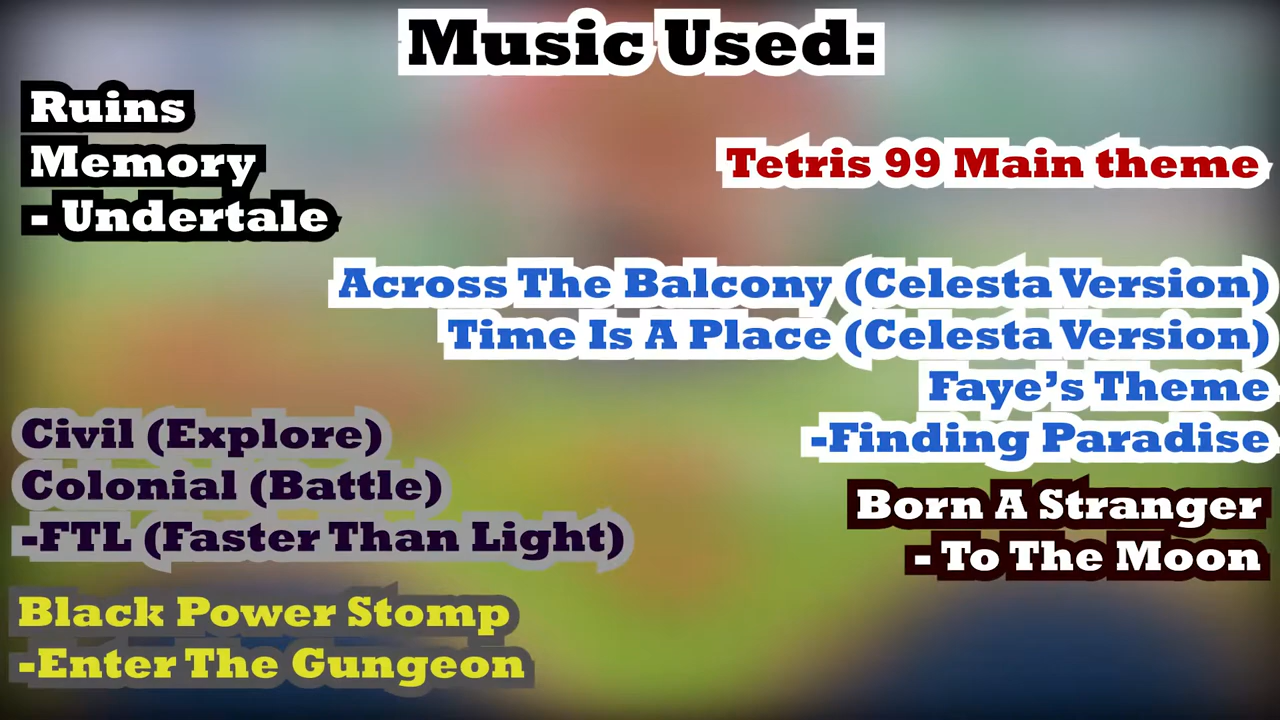 Music Used:
Ruins
Memory
- Undertale
Tetris 99 Main theme
Across The Balcony (Celesta Version)
Time Is A Place (Celesta Version)
Faye's Theme
-Finding Paradise
Civil (Explore)
Colonial (Battle)
-FTL (Faster Than Light)
Born A Stranger
- To The Moon
Black Power Stomp
-Enter The Gungeon